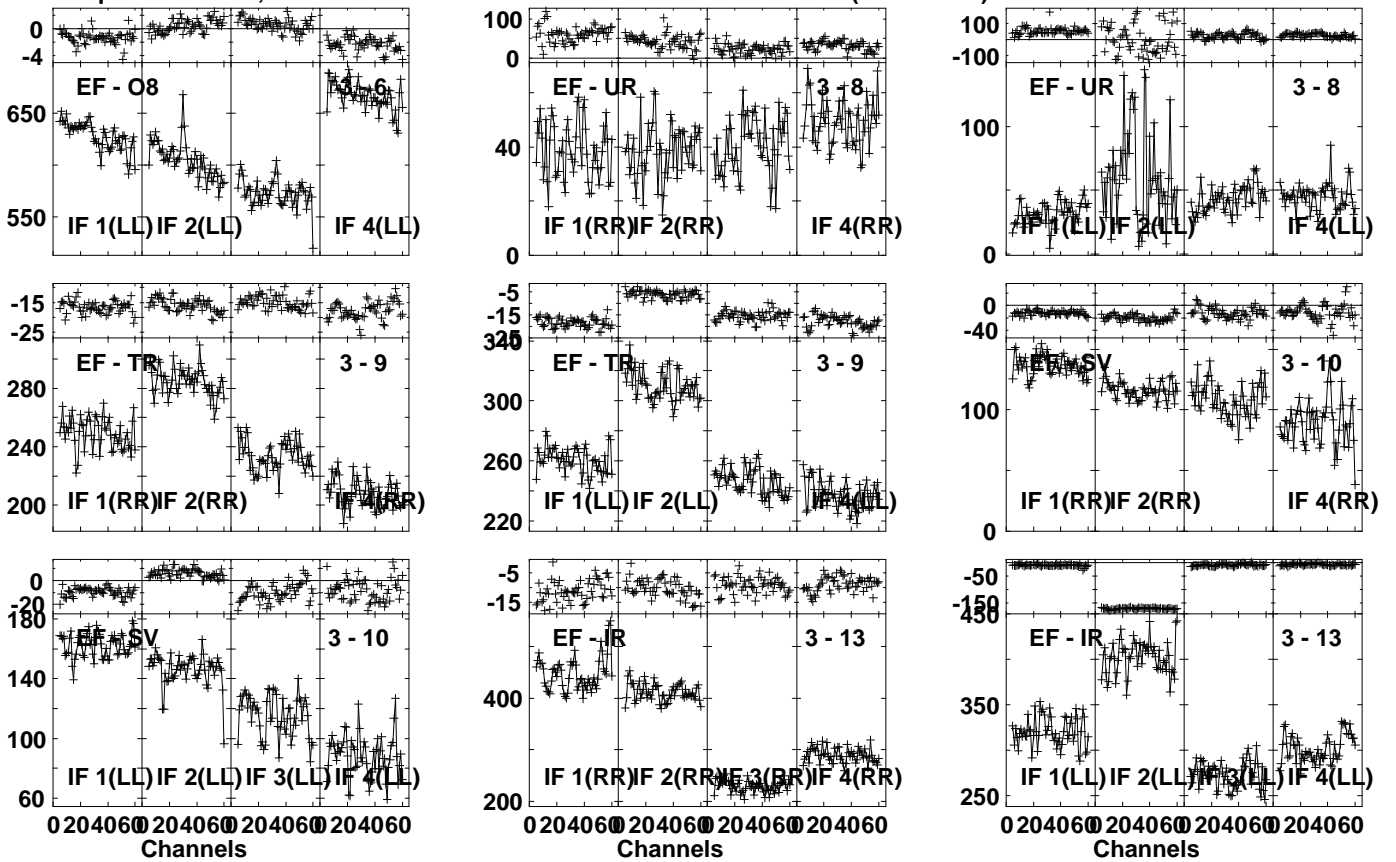 0
-4
EF - O8
3 - 6
650
550
IF 1(LL) IF 2(LL)
IF 4(LL)
100
0
EF - UR
3 - 8
40
0
IF 1(RR) IF 2(RR)
IF 4(RR)
100
-100
EF - UR
3 - 8
100
0
IF 1(LL) IF 2(LL)
IF 4(LL)
-15
-25
EF - TR
3 - 9
280
240
200
IF 1(RR) IF 2(RR)
IF 4(RR)
-5
-15
-25
340
EF - TR
3 - 9
300
260
220
IF 1(LL) IF 2(LL)
IF 4(LL)
0
-40
EF - SV
3 - 10
100
0
IF 1(RR) IF 2(RR)
IF 4(RR)
0
-20
180
EF - SV
3 - 10
140
100
60
IF 1(LL) IF 2(LL) IF 3(LL) IF 4(LL)
0 20 40 60 0 20 40 60 0 20 40 60 0 20 40 60
Channels
-5
-15
EF - IR
3 - 13
400
200
IF 1(RR) IF 2(RR) IF 3(RR) IF 4(RR)
0 20 40 60 0 20 40 60 0 20 40 60 0 20 40 60
Channels
-50
-150
450
EF - IR
3 - 13
350
250
IF 1(LL) IF 2(LL) IF 3(LL) IF 4(LL)
0 20 40 60 0 20 40 60 0 20 40 60 0 20 40 60
Channels